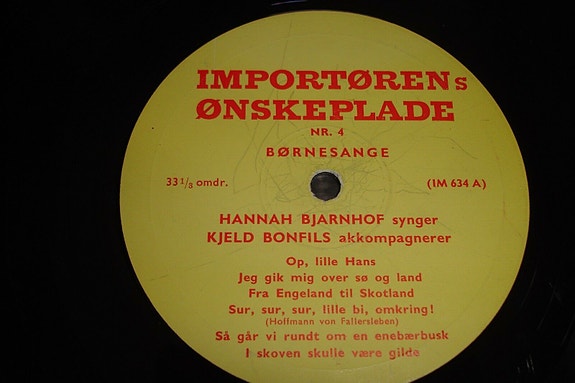 IMPORTØRENS
ØNSKEPLADE
NR. 4
BØRNESANGE
33 1/3 omdr.
(IM 634 A)
HANNAH BJARNHOF synger
KJELD BONFILS akkompagnerer
Op, lille Hans
Jeg gik mig over sø og land
Fra Engeland til Skotland
Sur, sur, sur, lille bi, omkring!
(Hoffmann von Fallersleben)
Så går vi rundt om en enebærbusk
I skoven skulle være gilde